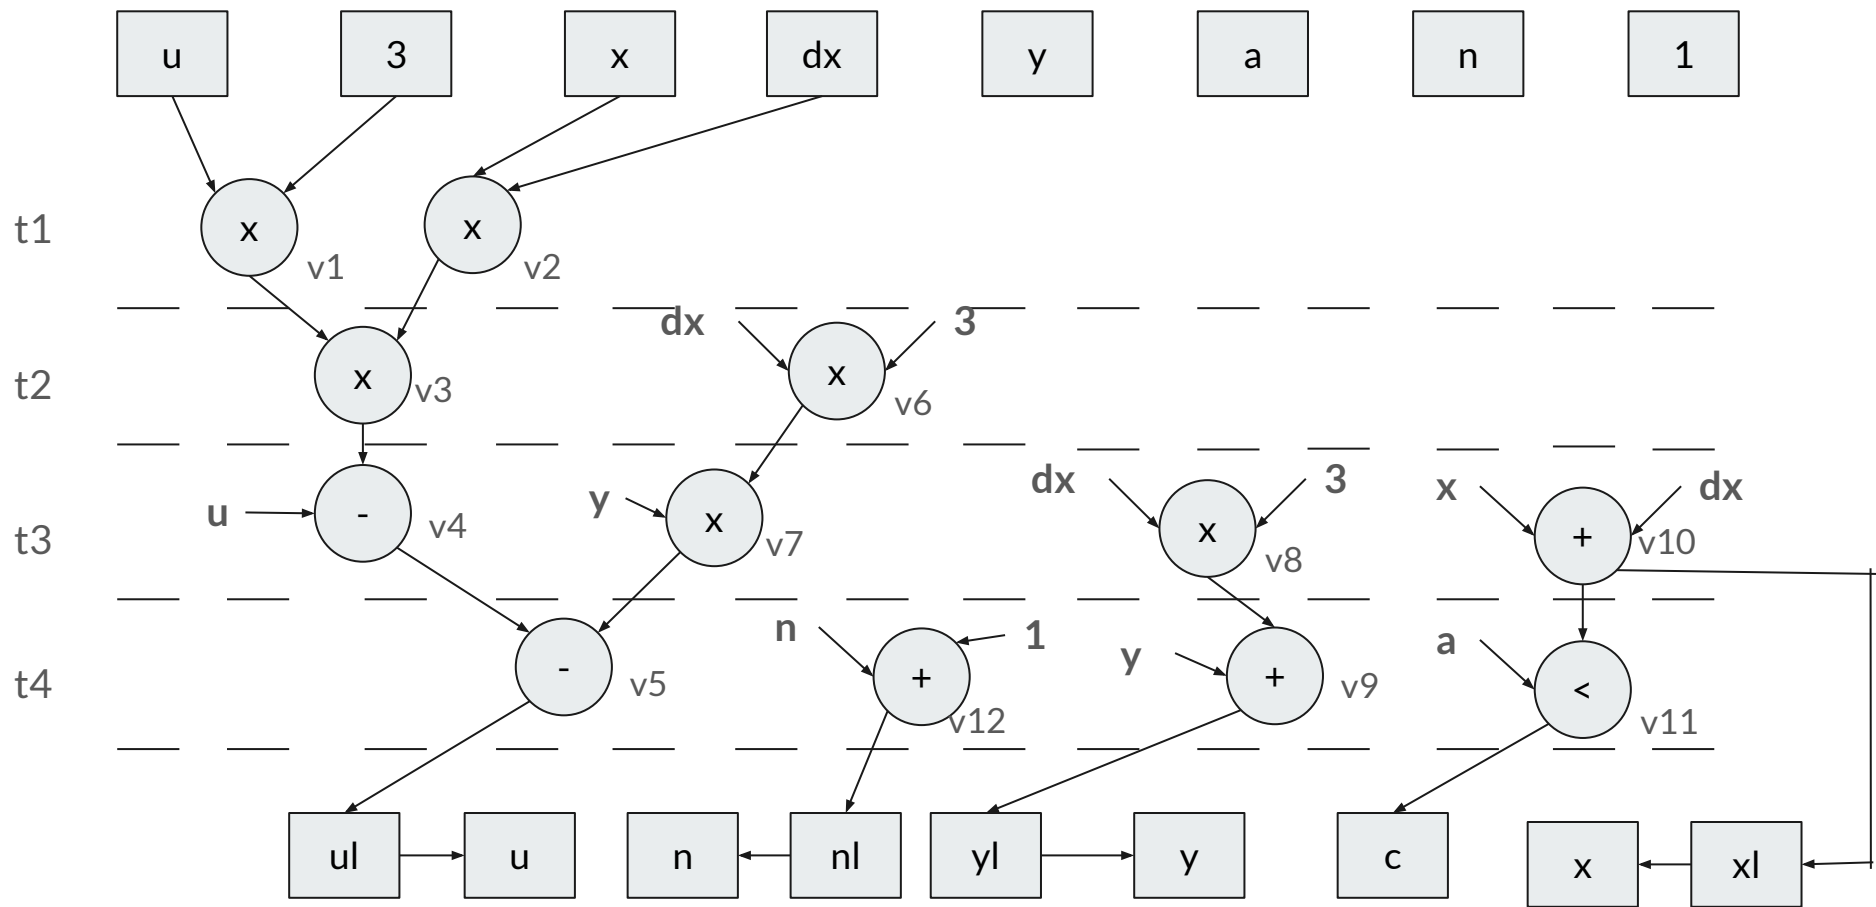 u 3 x dx y a n 1
t1 x v1 x v2
dx 3
t2 x v3 x v6
dx 3 x dx
u - v4 y x v7 x v8 + v10
t3
n 1 y a
t4 - v5 + v12 + v9 < v11
ul u n nl yl y c x xl